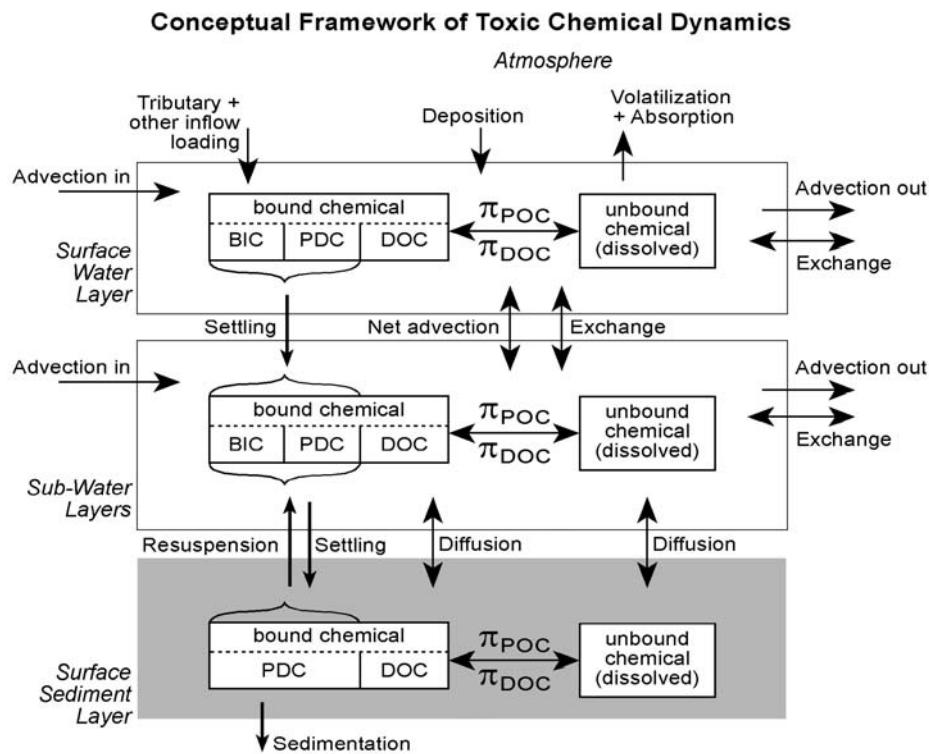 Conceptual Framework of Toxic Chemical Dynamics
Atmosphere
Tributary +
other inflow
loading
Deposition
Volatilization
+ Absorption
Advection in
bound chemical
BIC PDC DOC
πPOC
πDOC
unbound
chemical
(dissolved)
Advection out
Exchange
Surface
Water
Layer
Settling
Net advection
Exchange
Advection in
bound chemical
BIC PDC DOC
πPOC
πDOC
unbound
chemical
(dissolved)
Advection out
Exchange
Sub-Water
Layers
Resuspension
Settling
Diffusion
Diffusion
bound chemical
PDC DOC
πPOC
πDOC
unbound
chemical
(dissolved)
Surface
Sediment
Layer
Sedimentation